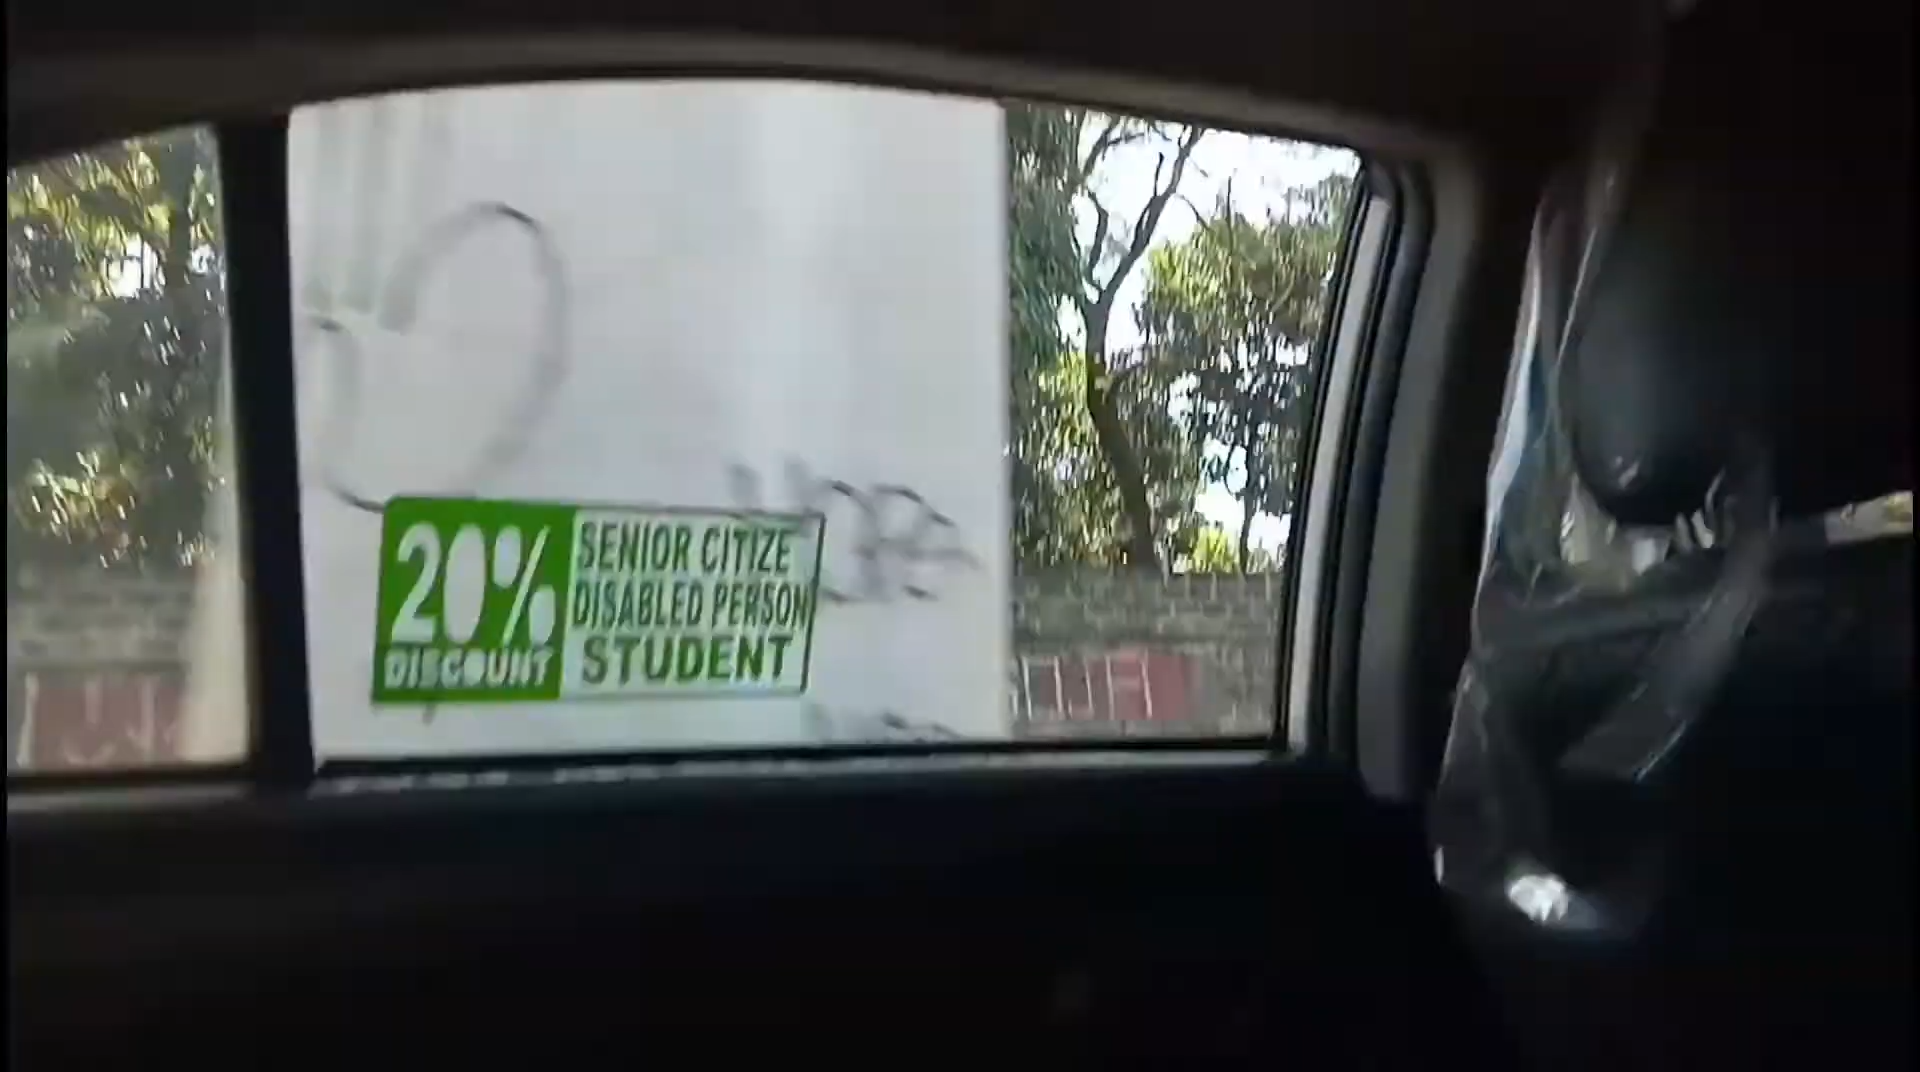 20%
DISCOUNT
SENIOR CITIZE
DISABLED PERSON
STUDENT